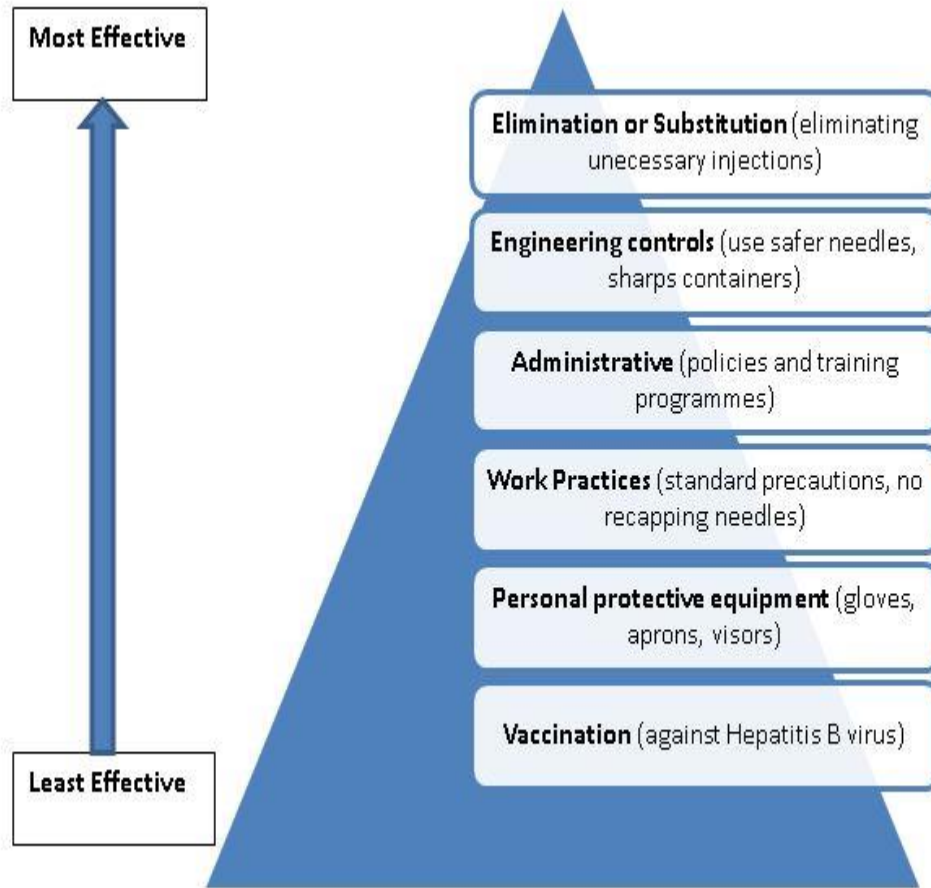 Most Effective
Elimination or Substitution (eliminating
unecessary injections)
Engineering controls (use safer needles,
sharps containers)
Administrative (policies and training
programmes)
Work Practices (standard precautions, no
recapping needles)
Personal protective equipment (gloves,
aprons, visors)
Vaccination (against Hepatitis B virus)
Least Effective